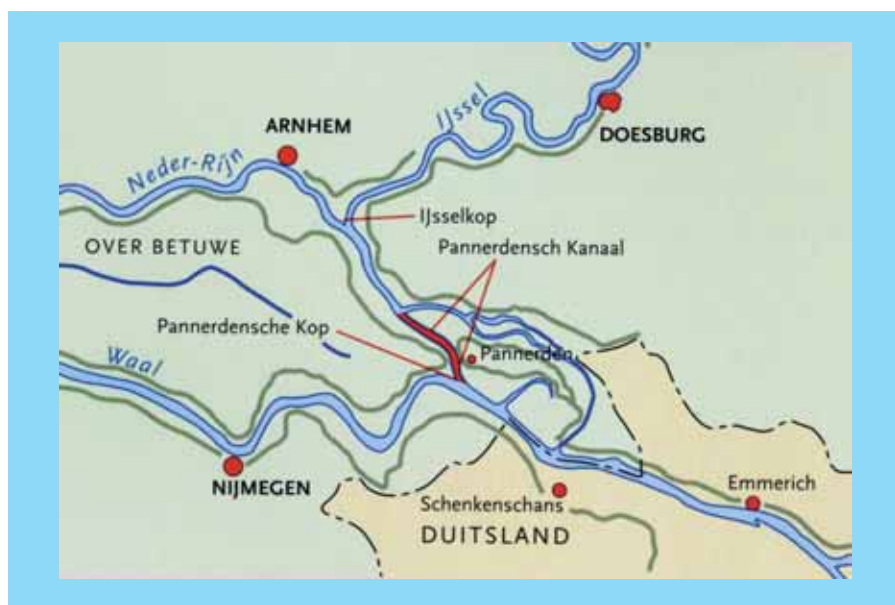 ARNHEM
IJssel
DOESBURG
Neder-Rijn
IJsselkop
OVER BETUWE
Pannerdensch Kanaal
Pannerdensche Kop
Pannerden
Waal
NIJMEGEN
Emmerich
Schenkenschans
DUITSLAND